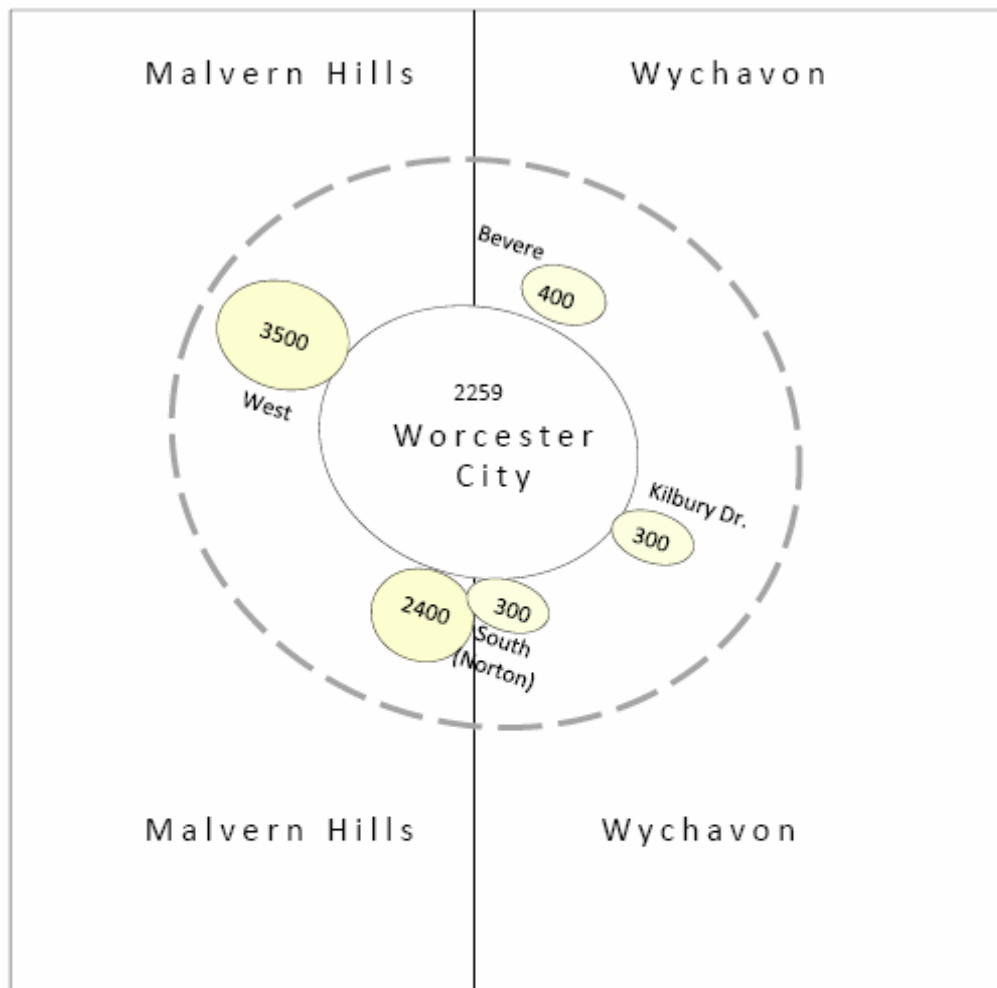 Malvern Hills
Wychavon
Bevere
400
3500
West
2259
Worcester
City
Kilbury Dr.
300
2400
300
South
(Norton)
Malvern Hills
Wychavon